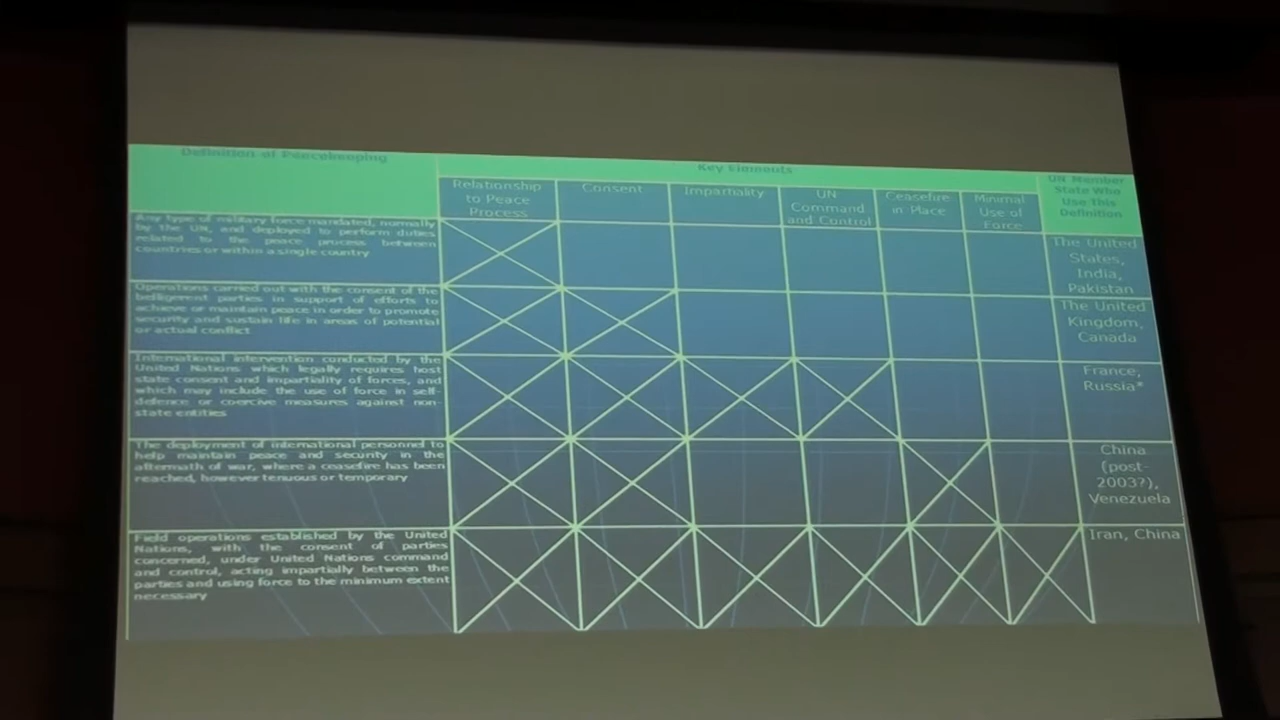 Definition of Peacekeeping
Key Elements
UN Member
State Who
Use This
Definition
Relationship
to Peace
Process
Consent
Impartiality
UN
Command
and Control
Ceasefire
in Place
Minimal
Use of
Force
Any type of military force mandated, normally
by the UN, and deployed to perform duties
related to the peace process between
countries or within a single country
The United
States,
India,
Pakistan
Operations carried out with the consent of the
belligerent parties in support of efforts to
achieve or maintain peace in order to promote
security and sustain life in areas of potential
or actual conflict
The United
Kingdom,
Canada
International intervention conducted by the
United Nations which legally requires host
state consent and impartiality of forces, and
which may include the use of force in self-
defence or coercive measures against non-
state entities
France,
Russia*
The deployment of international personnel to
help maintain peace and security in the
aftermath of war, where a ceasefire has been
reached, however tenuous or temporary
China
(post-
2003?),
Venezuela
Field operations established by the United
Nations, with the consent of parties
concerned, under United Nations command
and control, acting impartially between the
parties and using force to the minimum extent
necessary
Iran, China